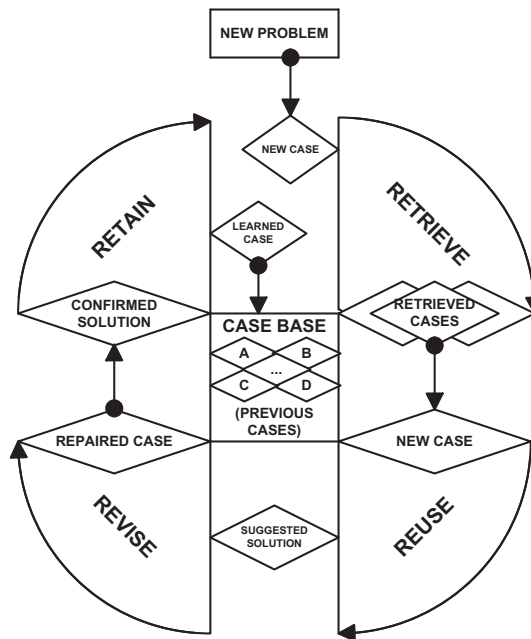 NEW PROBLEM
NEW CASE
RETAIN
RETRIEVE
LEARNED
CASE
CONFIRMED
SOLUTION
RETRIEVED
CASES
CASE BASE
A
B
...
C
D
(PREVIOUS
CASES)
REPAIRED CASE
NEW CASE
REVISE
REUSE
SUGGESTED
SOLUTION